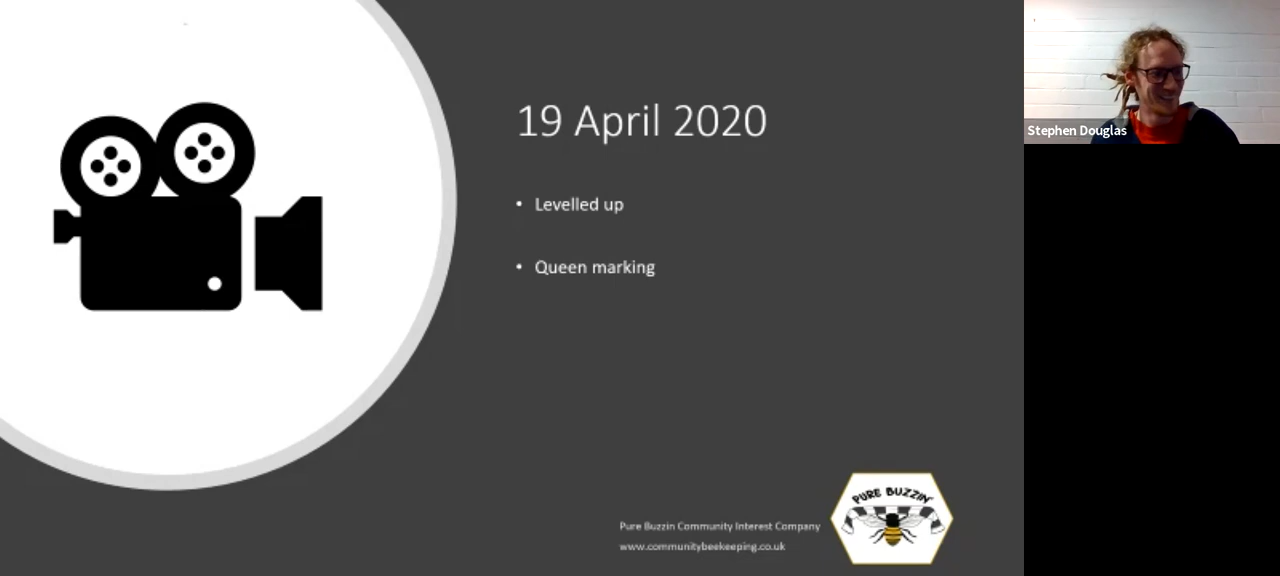 19 April 2020
• Levelled up
• Queen marking
Pure Buzzin Community Interest Company
www.communitybeekeeping.co.uk
PURE BUZZIN'
Stephen Douglas